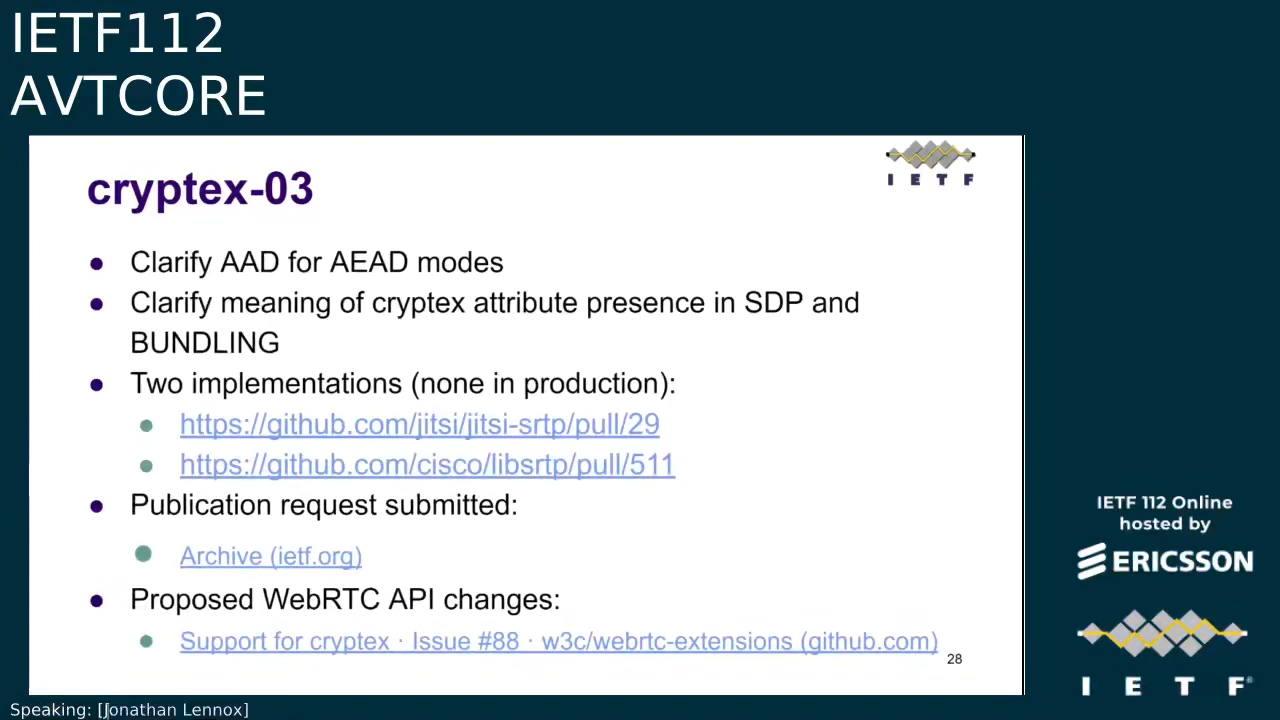 IETF112
AVTCORE
I E T F
cryptex-03
● Clarify AAD for AEAD modes
● Clarify meaning of cryptex attribute presence in SDP and
BUNDLING
● Two implementations (none in production):
● https://github.com/jitsi/jitsi-srtp/pull/29
● https://github.com/cisco/libsrtp/pull/511
● Publication request submitted:
● Archive (ietf.org)
● Proposed WebRTC API changes:
● Support for cryptex · Issue #88 · w3c/webrtc-extensions (github.com)
28
IETF 112 Online
hosted by
ERICSSON
I E T F®
Speaking: [[Jonathan Lennox]